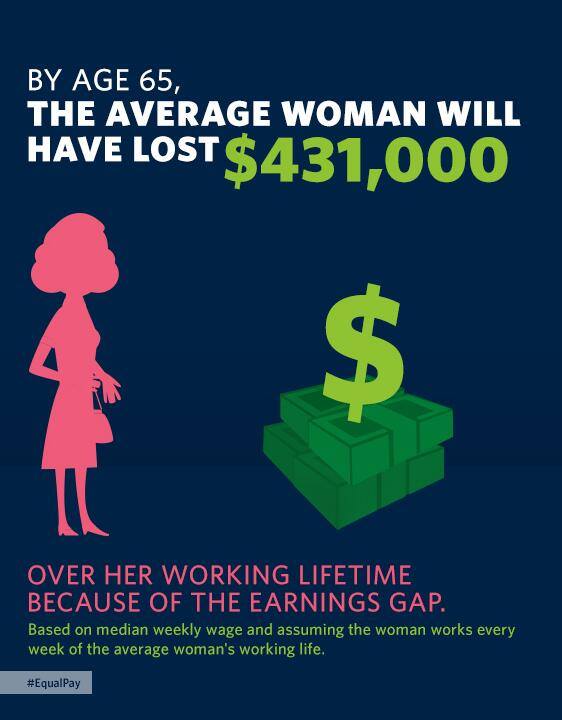 BY AGE 65,
THE AVERAGE WOMAN WILL
HAVE LOST $431,000
$
OVER HER WORKING LIFETIME
BECAUSE OF THE EARNINGS GAP.
Based on median weekly wage and assuming the woman works every
week of the average woman's working life.
#EqualPay